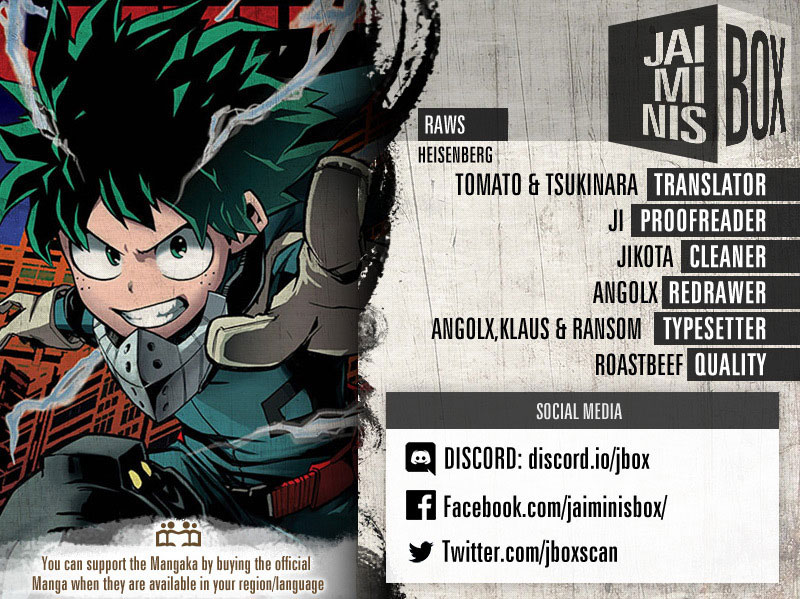 JAI
MI
NIS
BOX
RAWS
HEISENBERG
TOMATO & TSUKINARA TRANSLATOR
JI PROOFREADER
JIKOTA CLEANER
ANGOLX REDRAWER
ANGOLX,KLAUS & RANSOM TYPESETTER
ROASTBEEF QUALITY
SOCIAL MEDIA
DISCORD: discord.io/jbox
Facebook.com/jaiminisbox/
Twitter.com/jboxscan
You can support the Mangaka by buying the official
Manga when they are available in your region/language